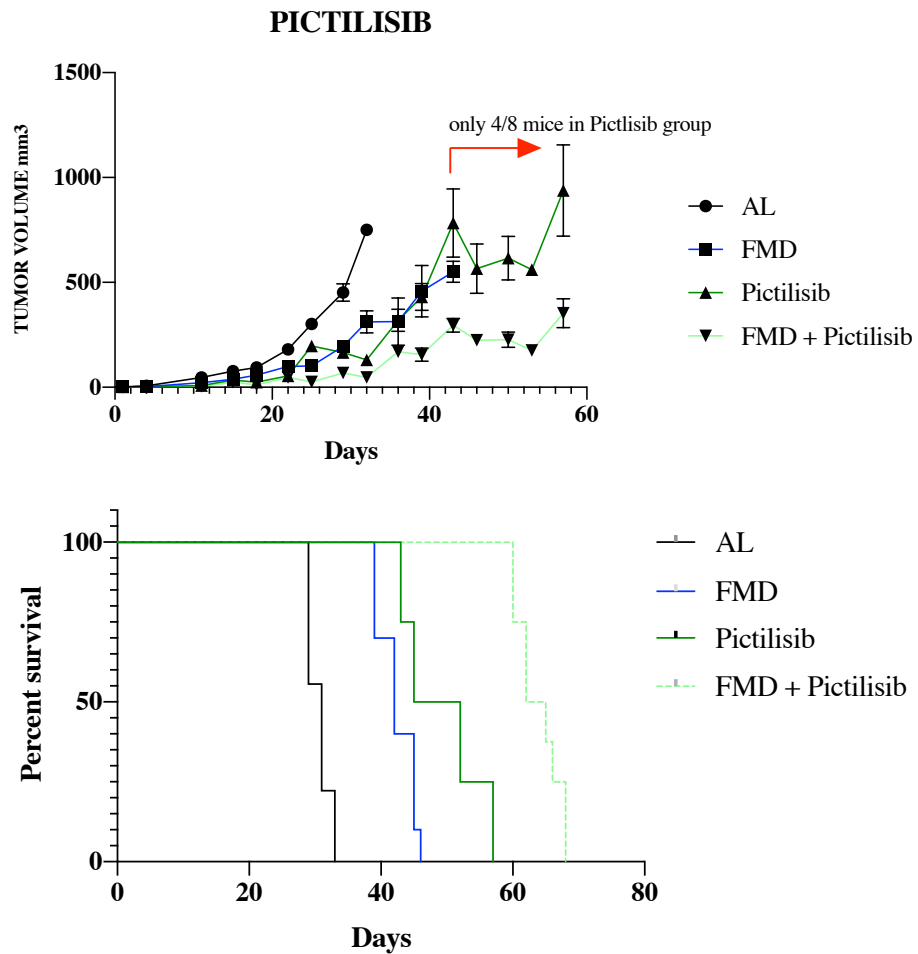 PICTILISIB
TUMOR VOLUME mm3
1500
1000
500
0
0
20
40
60
Days
only 4/8 mice in Pictlisib group
AL
FMD
Pictilisib
FMD + Pictilisib
Percent survival
100
50
0
0
20
40
60
80
Days
AL
FMD
Pictilisib
FMD + Pictilisib